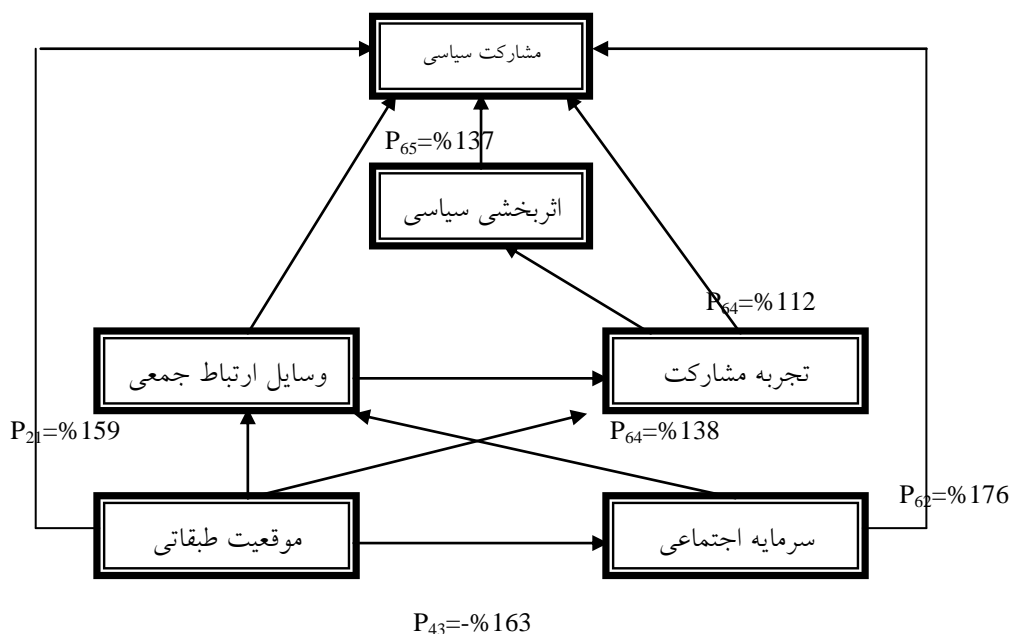 مشارکت سیاسی
P₆₅=%137
اثربخشی سیاسی
P₆₄=%112
وسایل ارتباط جمعی
تجربه مشارکت
P₂₁=%159
P₆₄=%138
P₆₂=%176
موقعیت طبقاتی
سرمایه اجتماعی
P₄₃=-%163